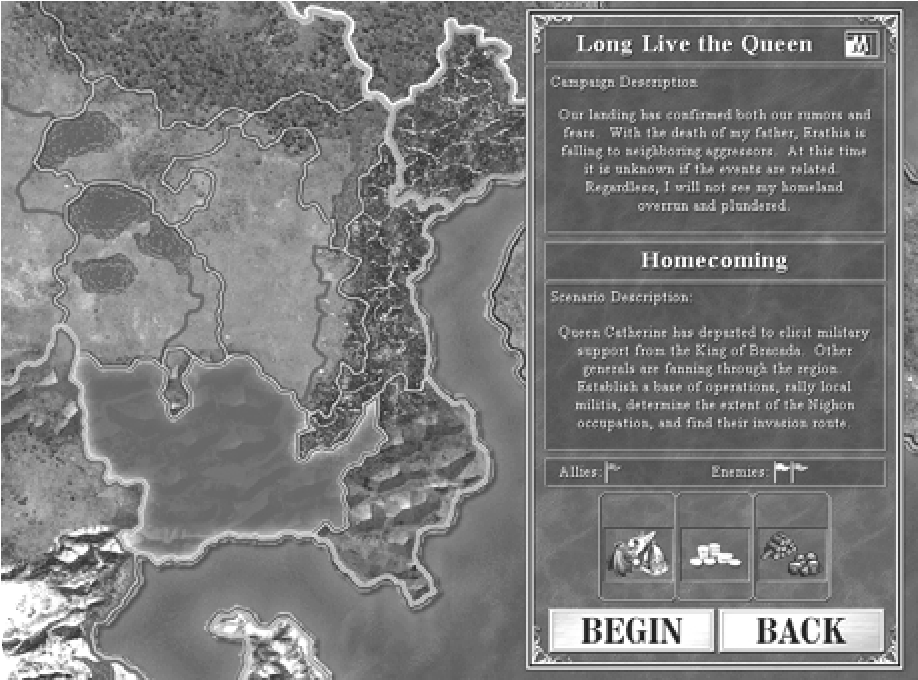 Long Live the Queen
Campaign Description
Our landing has confirmed both our rumors and
fears. With the death of my father, Erathia is
falling to neighboring aggressors. At this time
it is unknown if the events are related.
Regardless, I will not see my homeland
overrun and plundered.
Homecoming
Scenario Description:
Queen Catherine has departed to elicit military
support from the King of Bracada. Other
generals are fanning through the region.
Establish a base of operations, rally local
militia, determine the extent of the Nighon
occupation, and find their invasion route.
Allies: Enemies:
BEGIN BACK